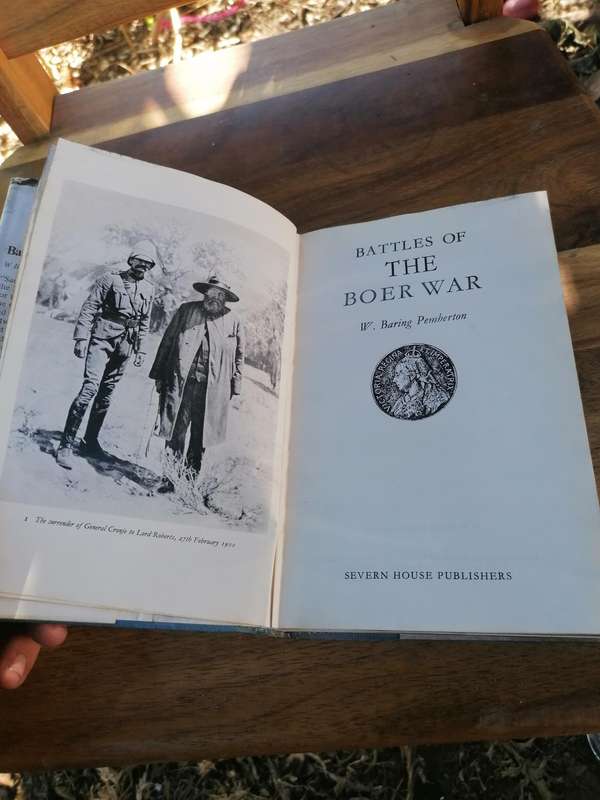 1 The surrender of General Cronje to Lord Roberts, 27th February 1900
BATTLES OF
THE
BOER WAR
W. Baring Pemberton
SEVERN HOUSE PUBLISHERS